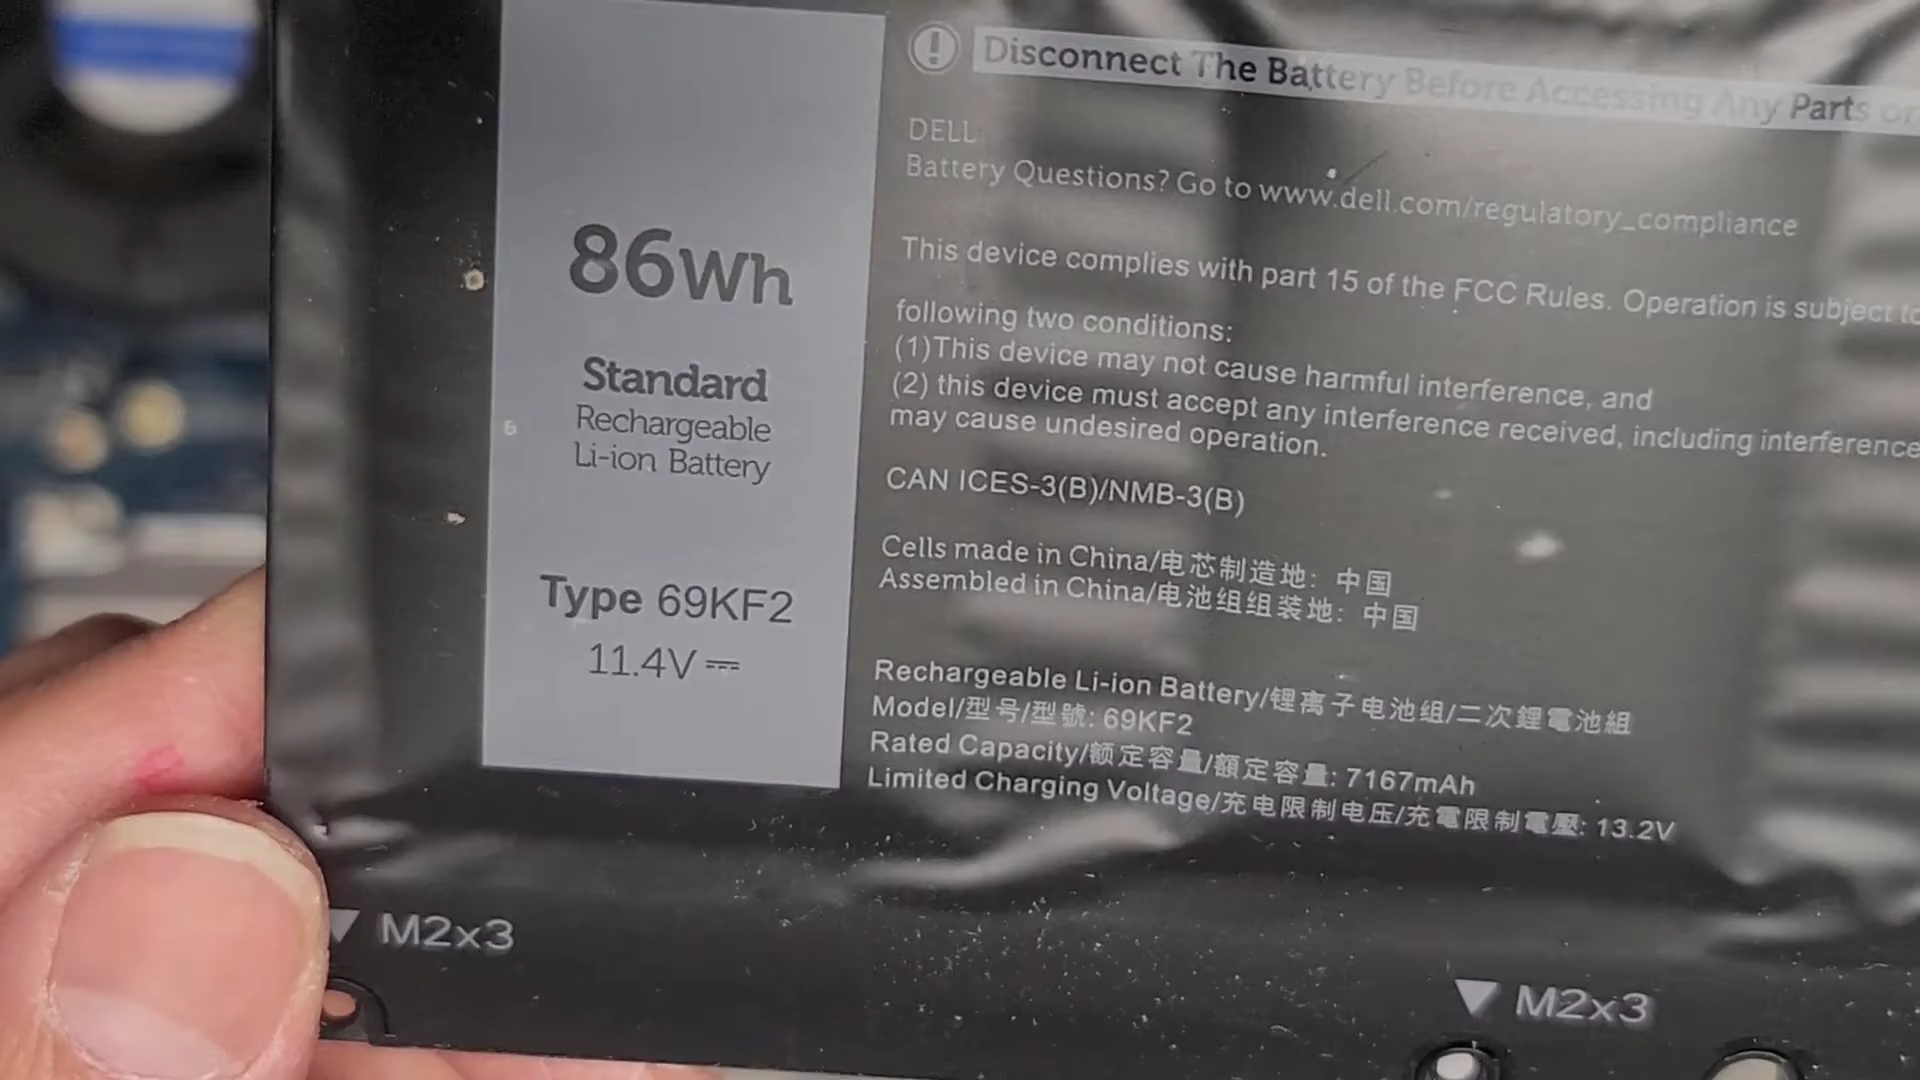 Disconnect The Battery Before Accessing Any Parts or
DELL
Battery Questions? Go to www.dell.com/regulatory_compliance
86Wh
This device complies with part 15 of the FCC Rules. Operation is subject to
following two conditions:
(1)This device may not cause harmful interference, and
(2) this device must accept any interference received, including interference
may cause undesired operation.
Standard
Rechargeable
Li-ion Battery
CAN ICES-3(B)/NMB-3(B)
Cells made in China/电芯制造地: 中国
Assembled in China/电池组组装地: 中国
Type 69KF2
11.4V
Rechargeable Li-ion Battery/锂离子电池组/二次鋰電池組
Model/型号/型號: 69KF2
Rated Capacity/额定容量/額定容量: 7167mAh
Limited Charging Voltage/充电限制电压/充電限制電壓: 13.2V
M2x3
M2x3